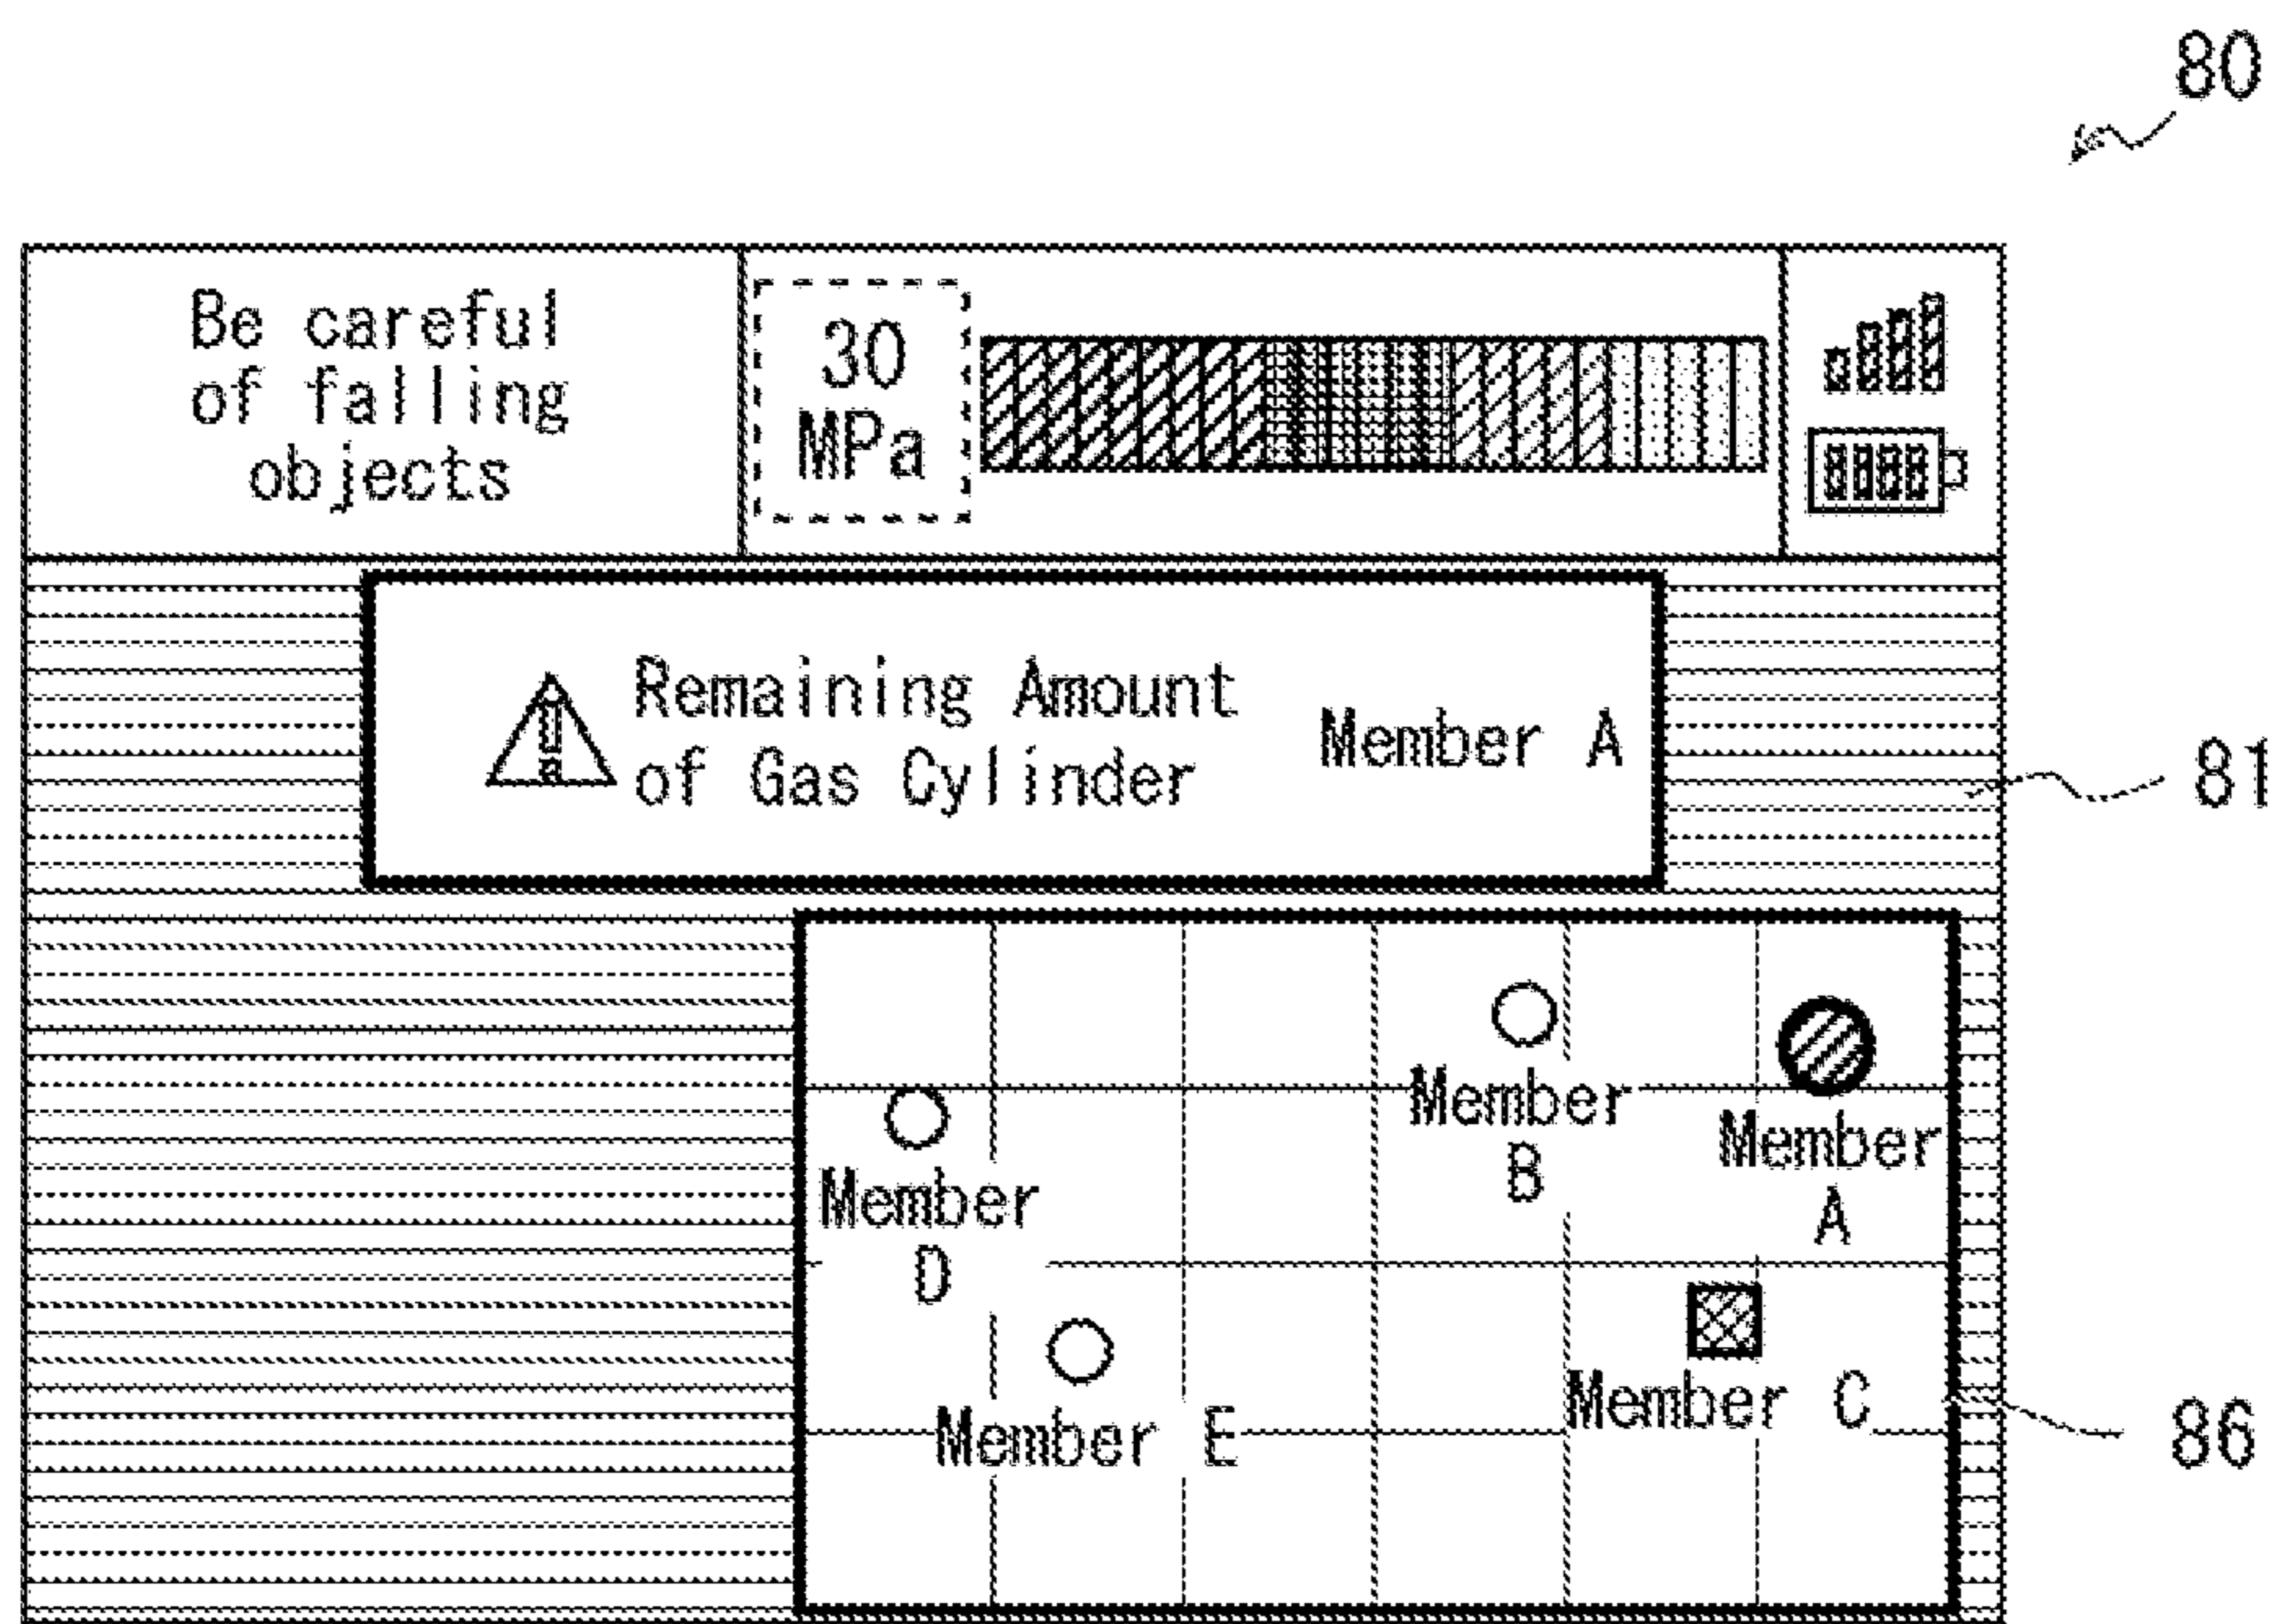 80
Be careful
of falling
objects
30
MPa
Remaining Amount
of Gas Cylinder
Member A
81
Member
B
Member
A
Member
D
Member C
Member E
86